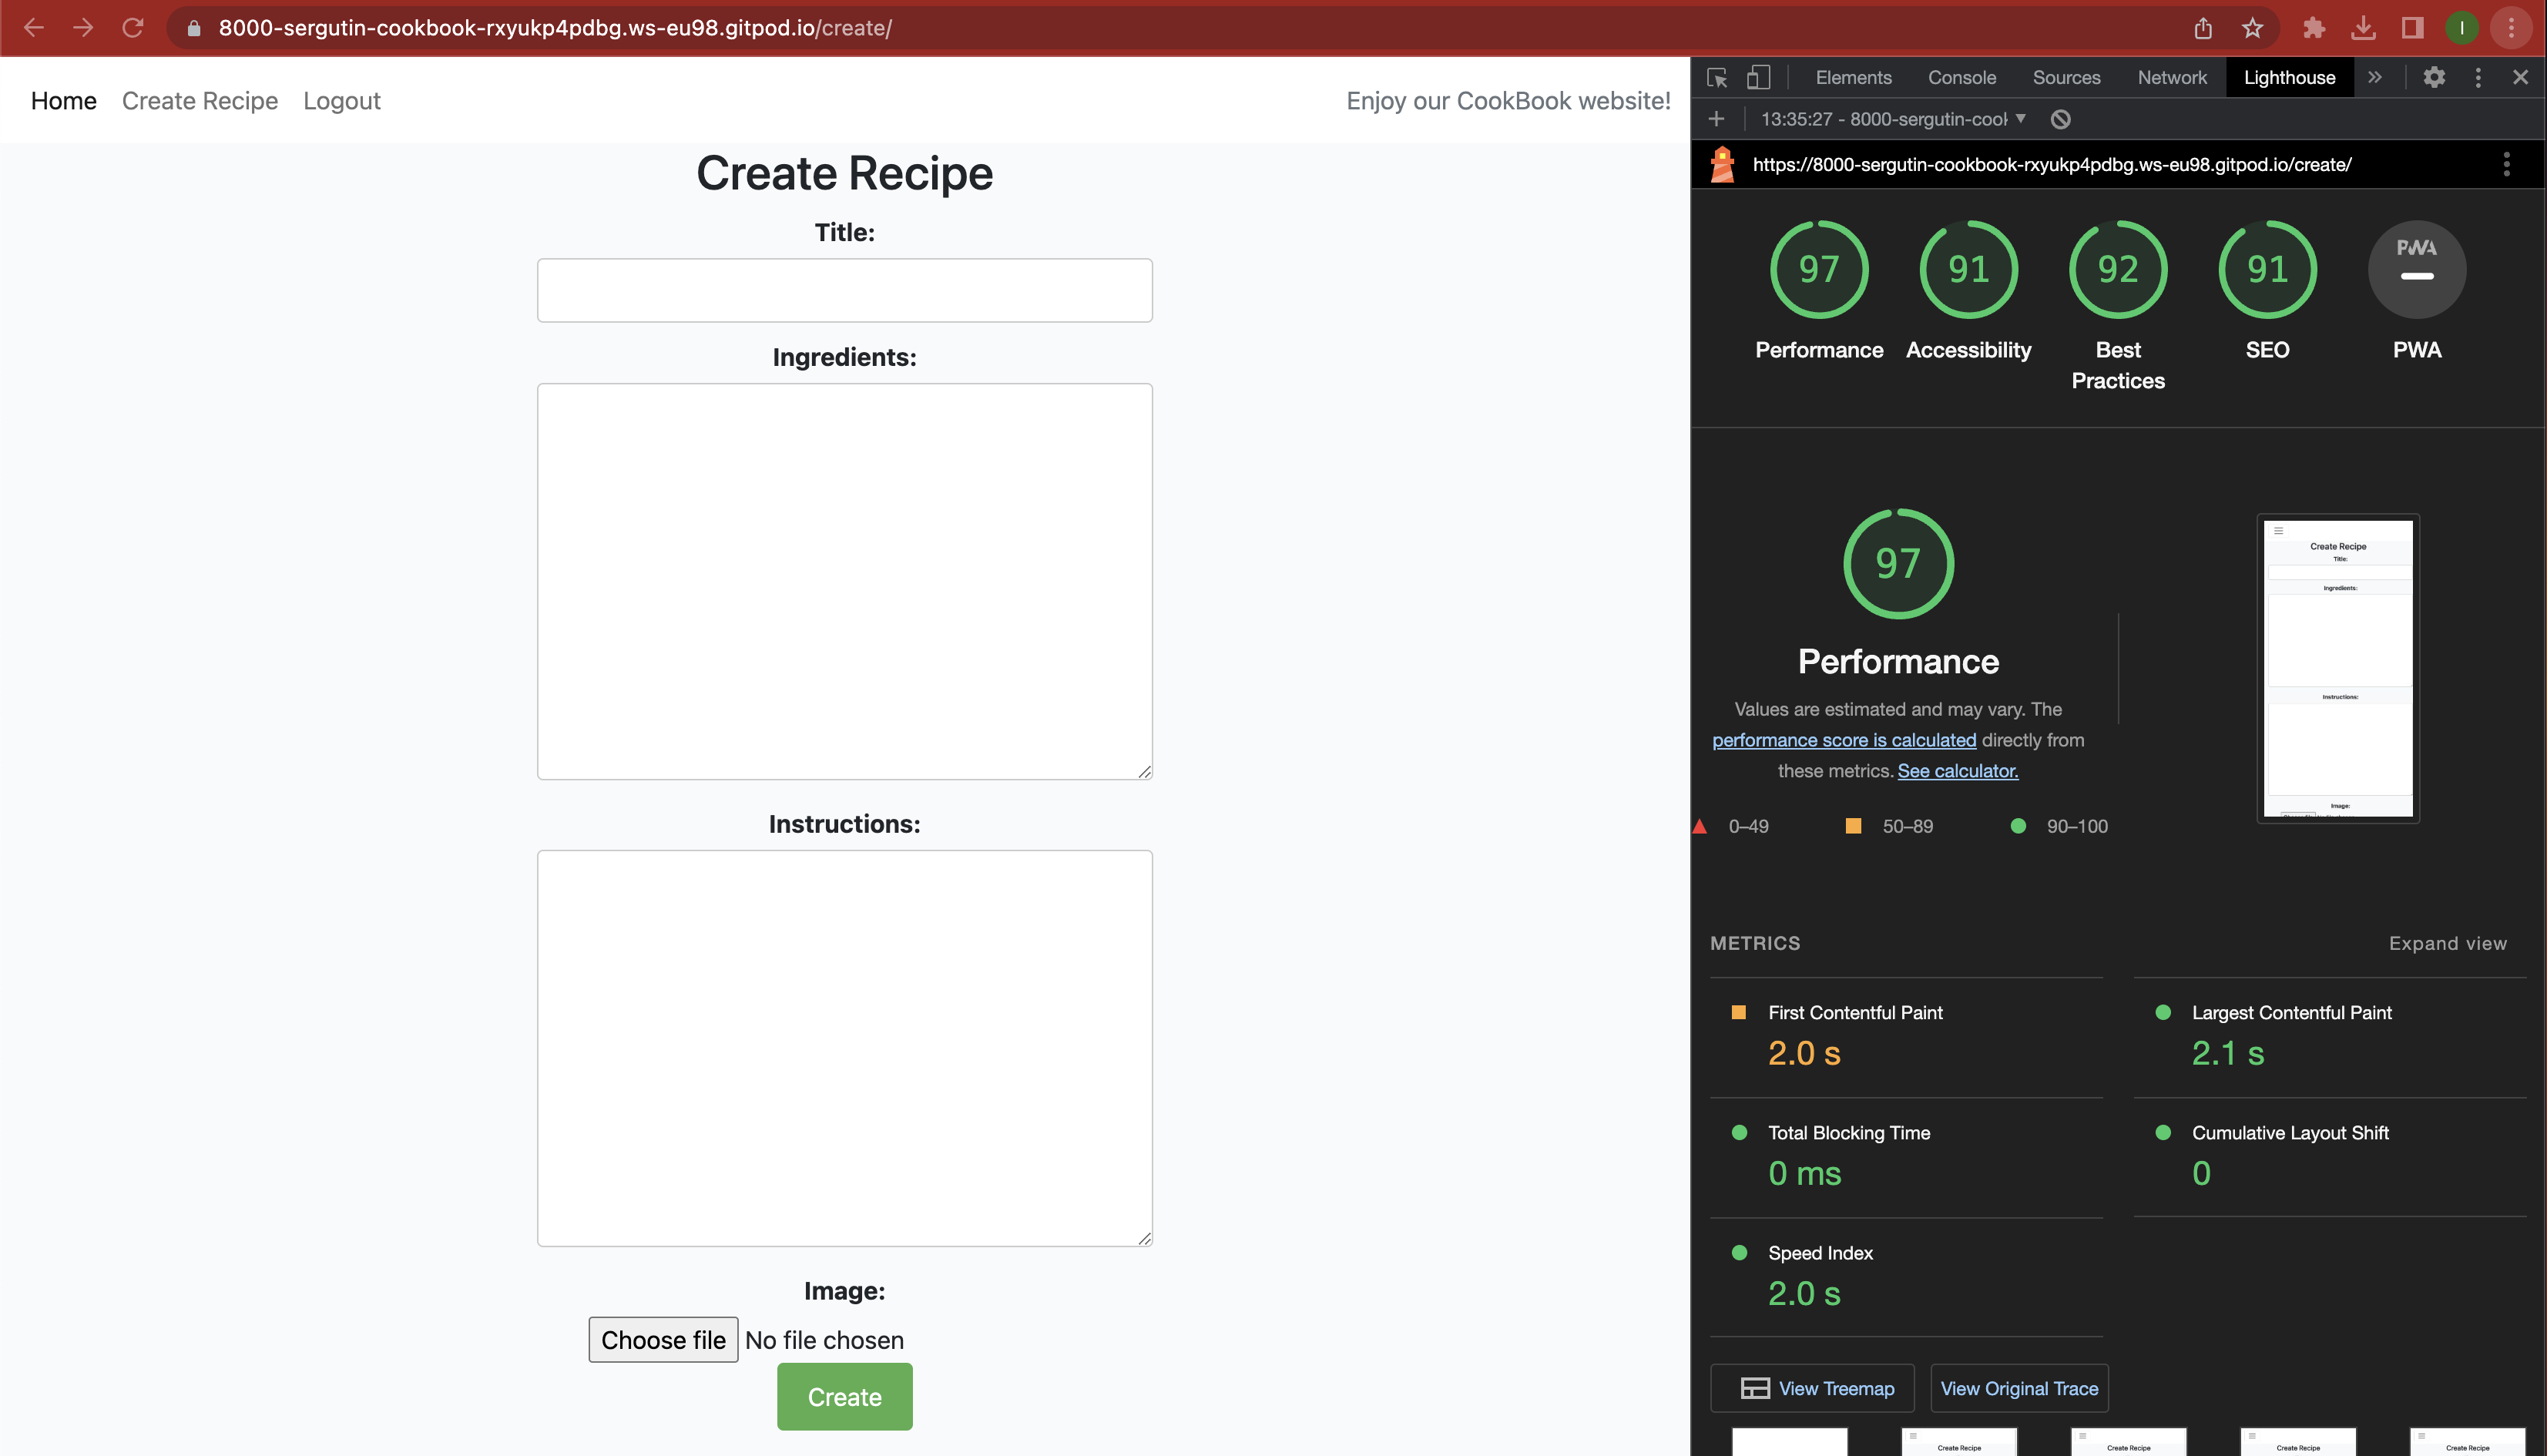 8000-sergutin-cookbook-rxyukp4pdbg.ws-eu98.gitpod.io/create/
I
Home Create Recipe Logout Enjoy our CookBook website!
Create Recipe
Title:
Ingredients:
Instructions:
Image:
Choose file No file chosen
Create
Elements Console Sources Network Lighthouse
13:35:27 - 8000-sergutin-cool
https://8000-sergutin-cookbook-rxyukp4pdbg.ws-eu98.gitpod.io/create/
97 91 92 91 PWA
Performance Accessibility Best Practices SEO PWA
97
Performance
Values are estimated and may vary. The
performance score is calculated directly from
these metrics. See calculator.
0–49 50–89 90–100
Create Recipe
Title:
Ingredients:
Instructions:
Image:
METRICS Expand view
First Contentful Paint
2.0 s
Largest Contentful Paint
2.1 s
Total Blocking Time
0 ms
Cumulative Layout Shift
0
Speed Index
2.0 s
View Treemap View Original Trace
Create Recipe Create Recipe Create Recipe Create Recipe